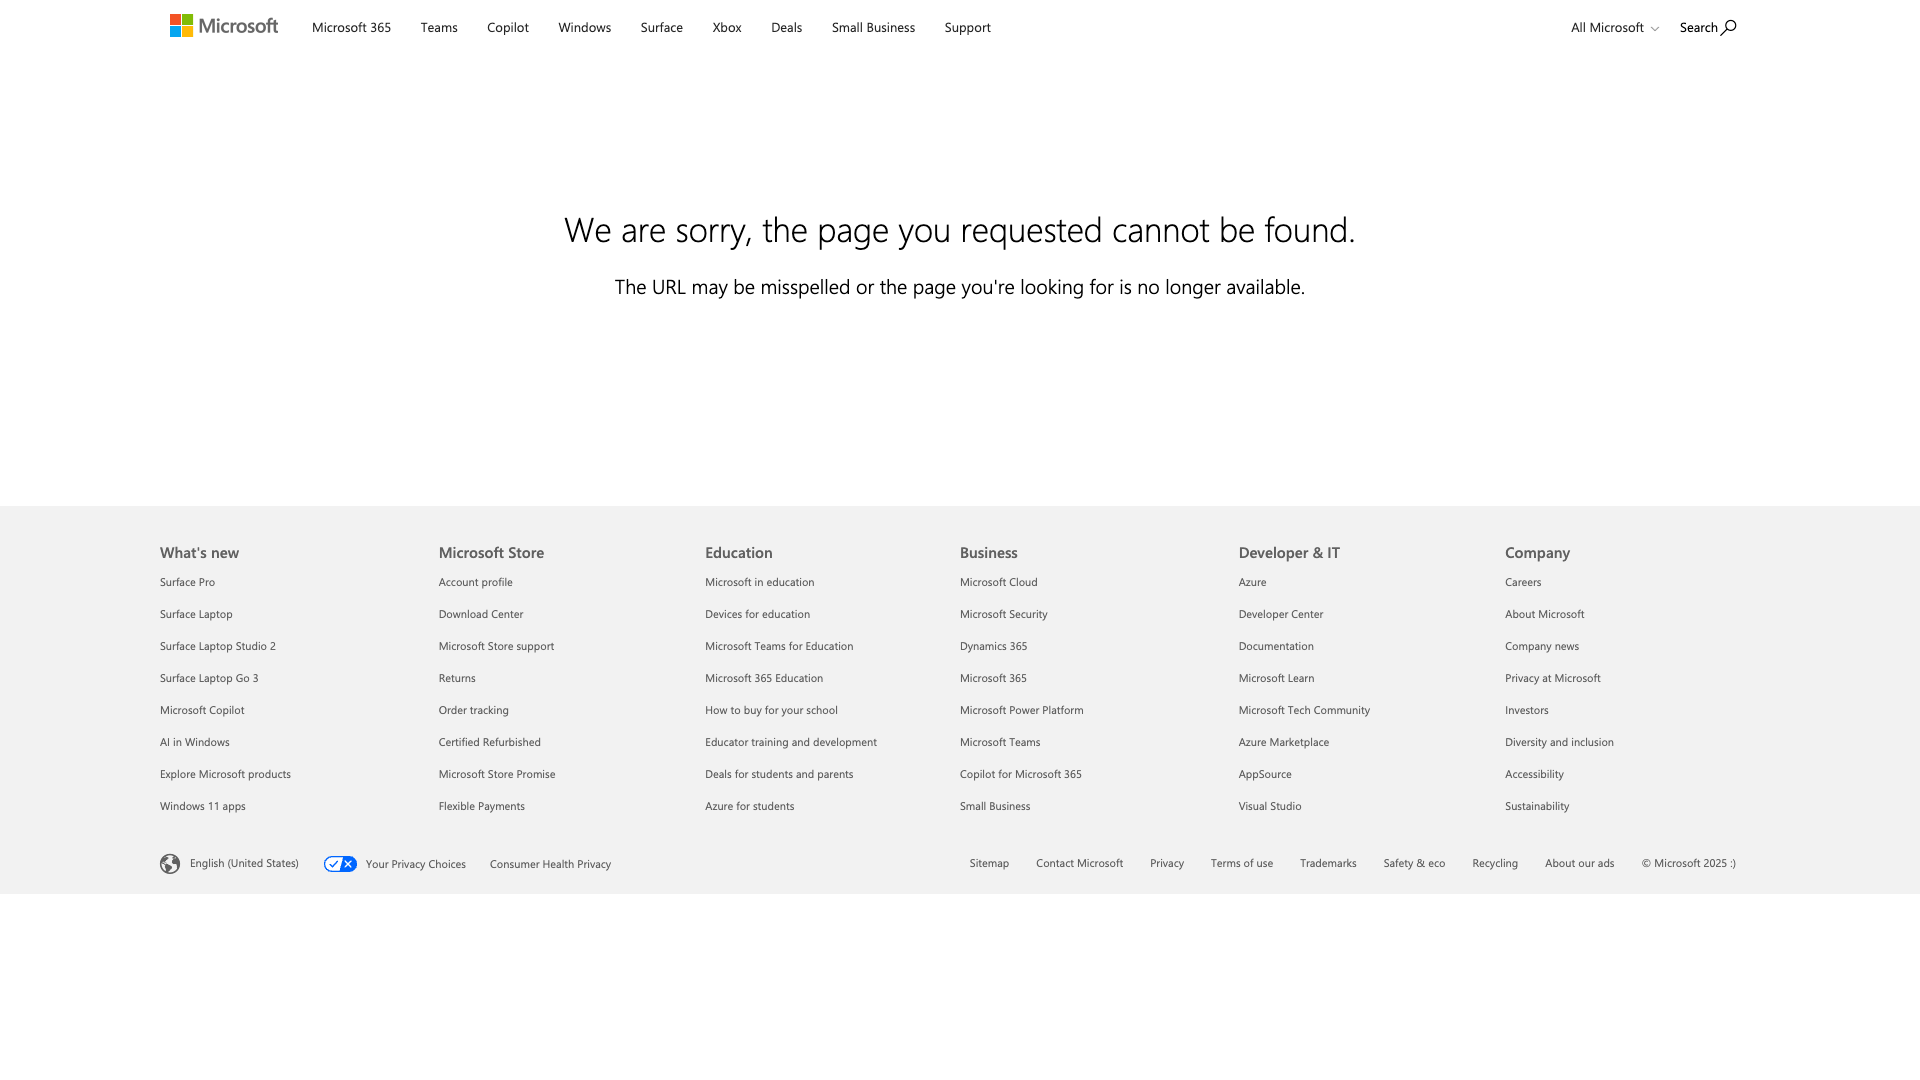 Microsoft
Microsoft 365
Teams
Copilot
Windows
Surface
Xbox
Deals
Small Business
Support
All Microsoft
Search
We are sorry, the page you requested cannot be found.
The URL may be misspelled or the page you're looking for is no longer available.
What's new
Surface Pro
Surface Laptop
Surface Laptop Studio 2
Surface Laptop Go 3
Microsoft Copilot
AI in Windows
Explore Microsoft products
Windows 11 apps
Microsoft Store
Account profile
Download Center
Microsoft Store support
Returns
Order tracking
Certified Refurbished
Microsoft Store Promise
Flexible Payments
Education
Microsoft in education
Devices for education
Microsoft Teams for Education
Microsoft 365 Education
How to buy for your school
Educator training and development
Deals for students and parents
Azure for students
Business
Microsoft Cloud
Microsoft Security
Dynamics 365
Microsoft 365
Microsoft Power Platform
Microsoft Teams
Copilot for Microsoft 365
Small Business
Developer & IT
Azure
Developer Center
Documentation
Microsoft Learn
Microsoft Tech Community
Azure Marketplace
AppSource
Visual Studio
Company
Careers
About Microsoft
Company news
Privacy at Microsoft
Investors
Diversity and inclusion
Accessibility
Sustainability
English (United States)
Your Privacy Choices
Consumer Health Privacy
Sitemap
Contact Microsoft
Privacy
Terms of use
Trademarks
Safety & eco
Recycling
About our ads
© Microsoft 2025 :)